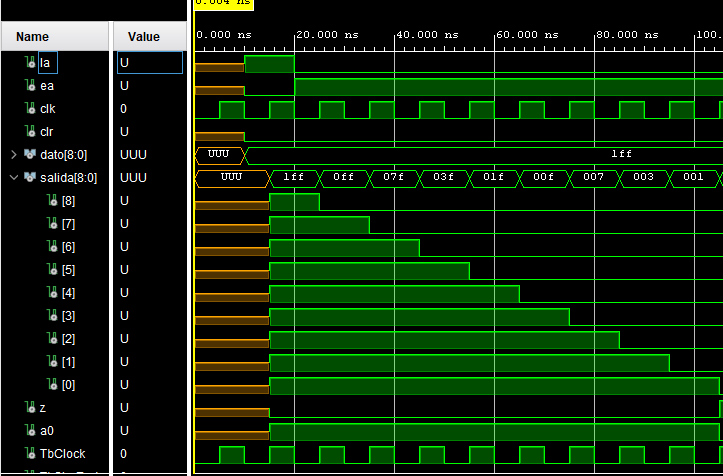 0.004 ns
Name Value
0.000 ns 20.000 ns 40.000 ns 60.000 ns 80.000 ns 100.
la U
ea U
clk 0
clr U
dato[8:0] UUU UUU 1ff
salida[8:0] UUU UUU 1ff 0ff 07f 03f 01f 00f 007 003 001
[8] U
[7] U
[6] U
[5] U
[4] U
[3] U
[2] U
[1] U
[0] U
z U
a0 U
TbClock 0